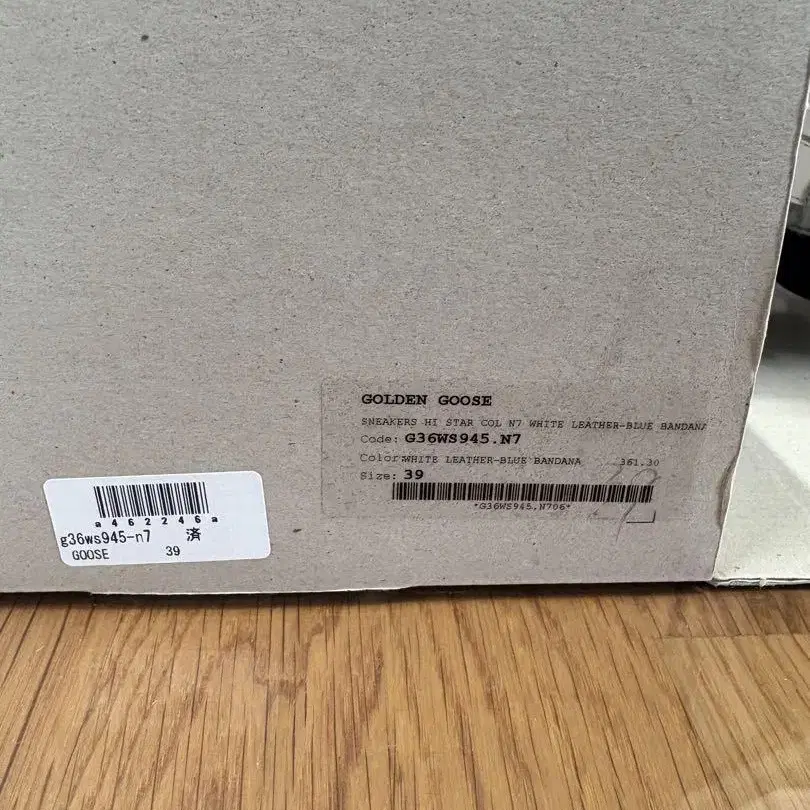 GOLDEN GOOSE
SNEAKERS HI STAR COL N7 WHITE LEATHER-BLUE BANDANA
Code: G36WS945.N7
Color:WHITE LEATHER-BLUE BANDANA 361.30
Size: 39
*G36WS945.N706*
39
a462246a
g36ws945-n7 済
GOOSE 39